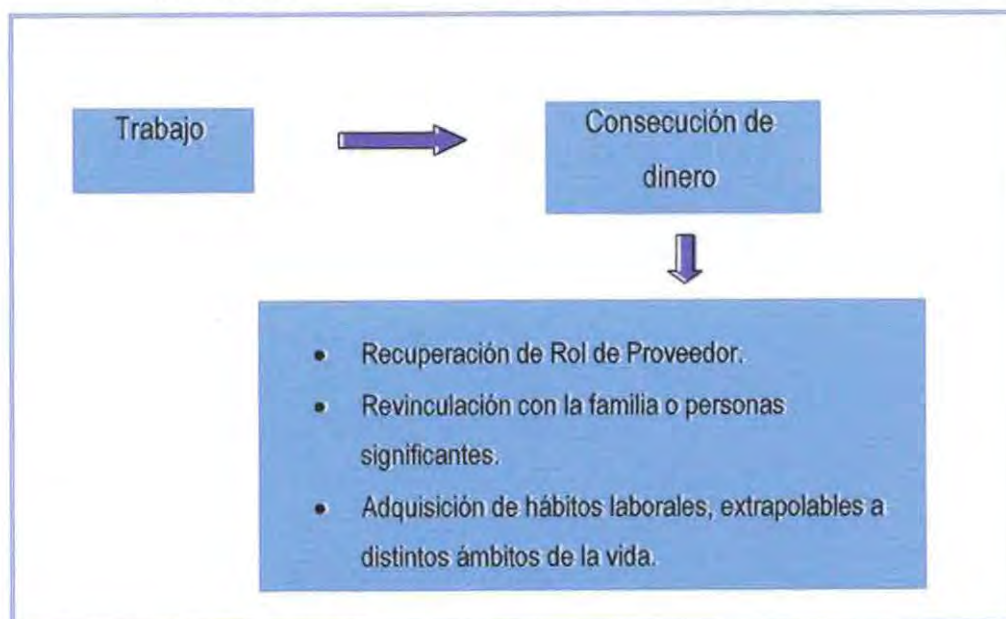 Trabajo
Consecución de
dinero
• Recuperación de Rol de Proveedor.
• Revinculación con la familia o personas
significantes.
• Adquisición de hábitos laborales, extrapolables a
distintos ámbitos de la vida.